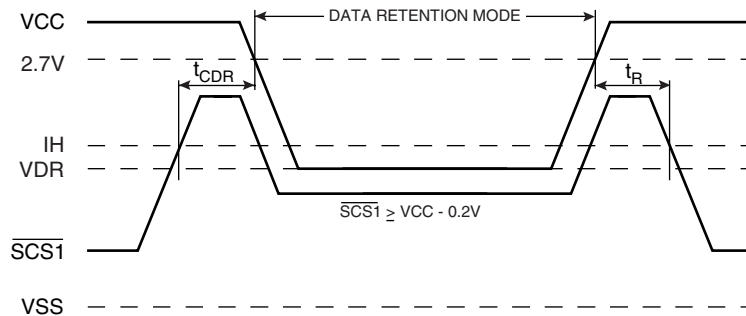 VCC
DATA RETENTION MODE
2.7V
tCDR
tR
IH
VDR
SCS1 ≥ VCC - 0.2V
SCS1
VSS